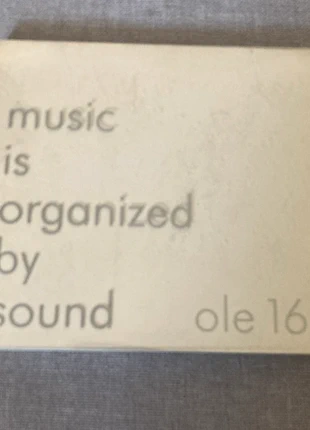 music
is
organized
by
sound ole 16